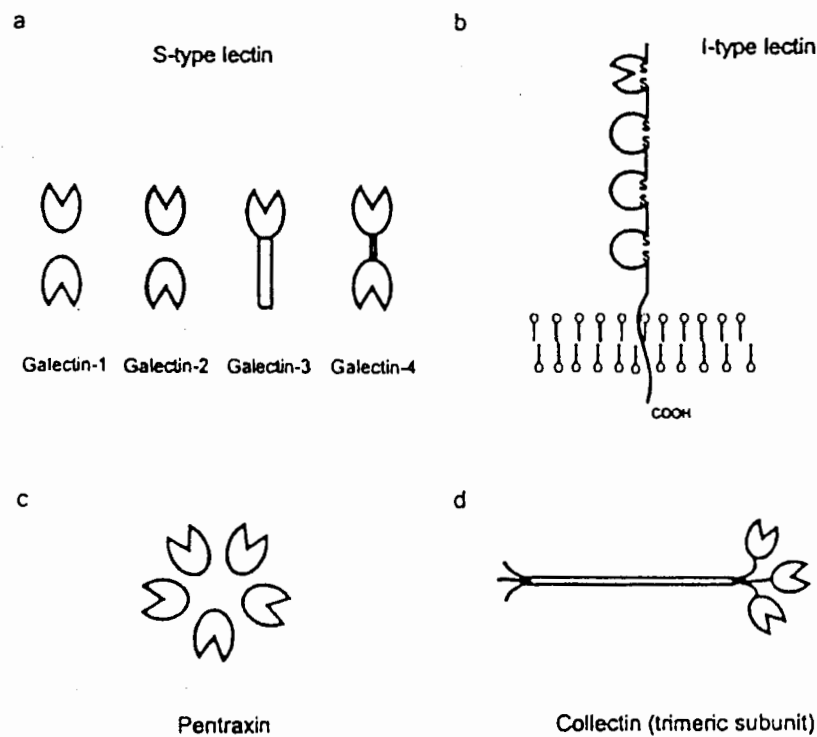 a
S-type lectin
Galectin-1 Galectin-2 Galectin-3 Galectin-4
b
I-type lectin
COOH
c
Pentraxin
d
Collectin (trimeric subunit)